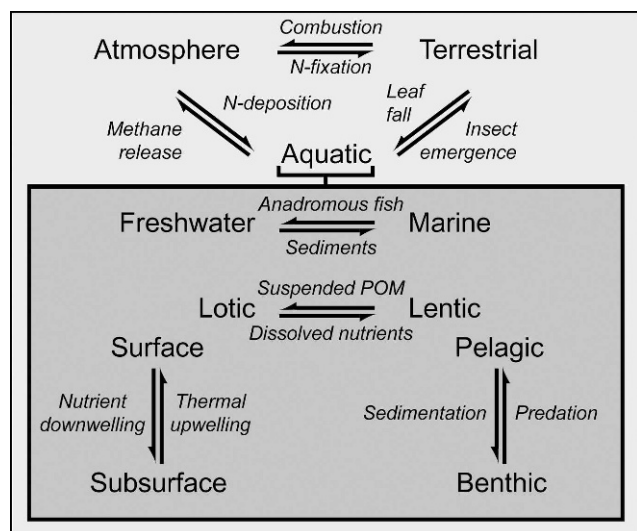 Combustion
Atmosphere
Terrestrial
N-fixation
N-deposition
Leaf
fall
Methane
release
Insect
emergence
Aquatic
Anadromous fish
Freshwater
Marine
Sediments
Suspended POM
Lotic
Lentic
Dissolved nutrients
Surface
Pelagic
Nutrient
downwelling
Thermal
upwelling
Sedimentation
Predation
Subsurface
Benthic